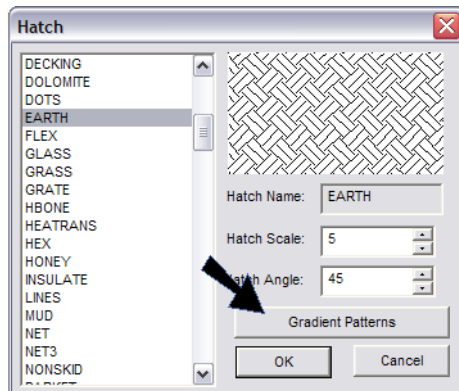 Hatch
DECKING
DOLOMITE
DOTS
EARTH
FLEX
GLASS
GRASS
GRATE
HBONE
HEATRANS
HEX
HONEY
INSULATE
LINES
MUD
NET
NET3
NONSKID
Hatch Name: EARTH
Hatch Scale: 5
Hatch Angle: 45
Gradient Patterns
OK Cancel